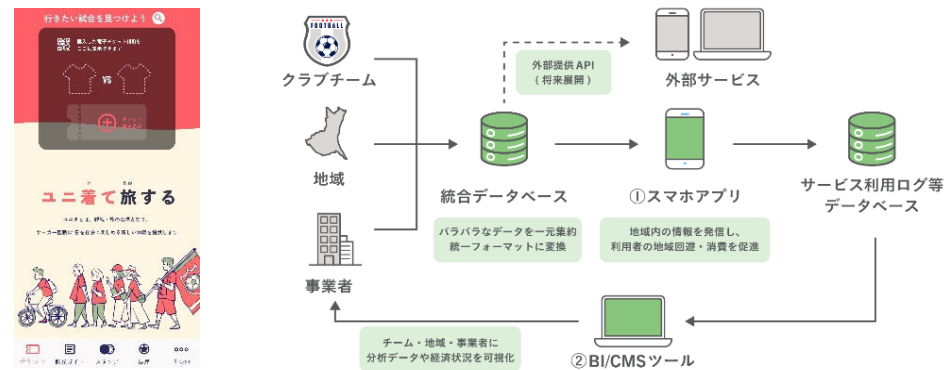 行きたい試合を見つけよう
VS
ユニ着て旅する
FOOTBALL
クラブチーム
地域
事業者
外部提供API
(将来展開)
外部サービス
統合データベース
バラバラなデータを一元集約
統一フォーマットに変換
①スマホアプリ
地域内の情報を発信し、
利用者の地域回遊・消費を促進
サービス利用ログ等
データベース
②BI/CMSツール
チーム・地域・事業者に
分析データや経済状況を可視化